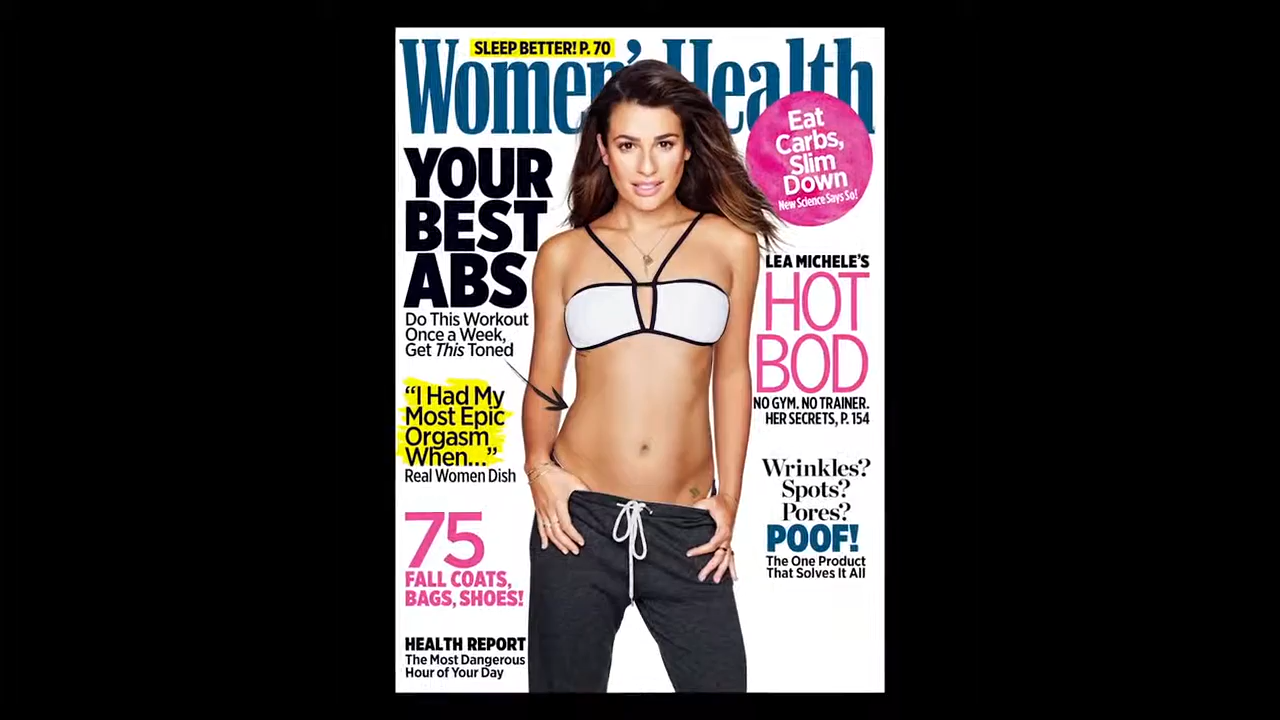 SLEEP BETTER! P. 70
Women's Health
YOUR
BEST
ABS
Do This Workout
Once a Week,
Get This Toned
"I Had My
Most Epic
Orgasm
When..."
Real Women Dish
75
FALL COATS,
BAGS, SHOES!
HEALTH REPORT
The Most Dangerous
Hour of Your Day
Eat
Carbs,
Slim
Down
New Science Says So!
LEA MICHELE'S
HOT
BOD
NO GYM. NO TRAINER.
HER SECRETS, P. 154
Wrinkles?
Spots?
Pores?
POOF!
The One Product
That Solves It All